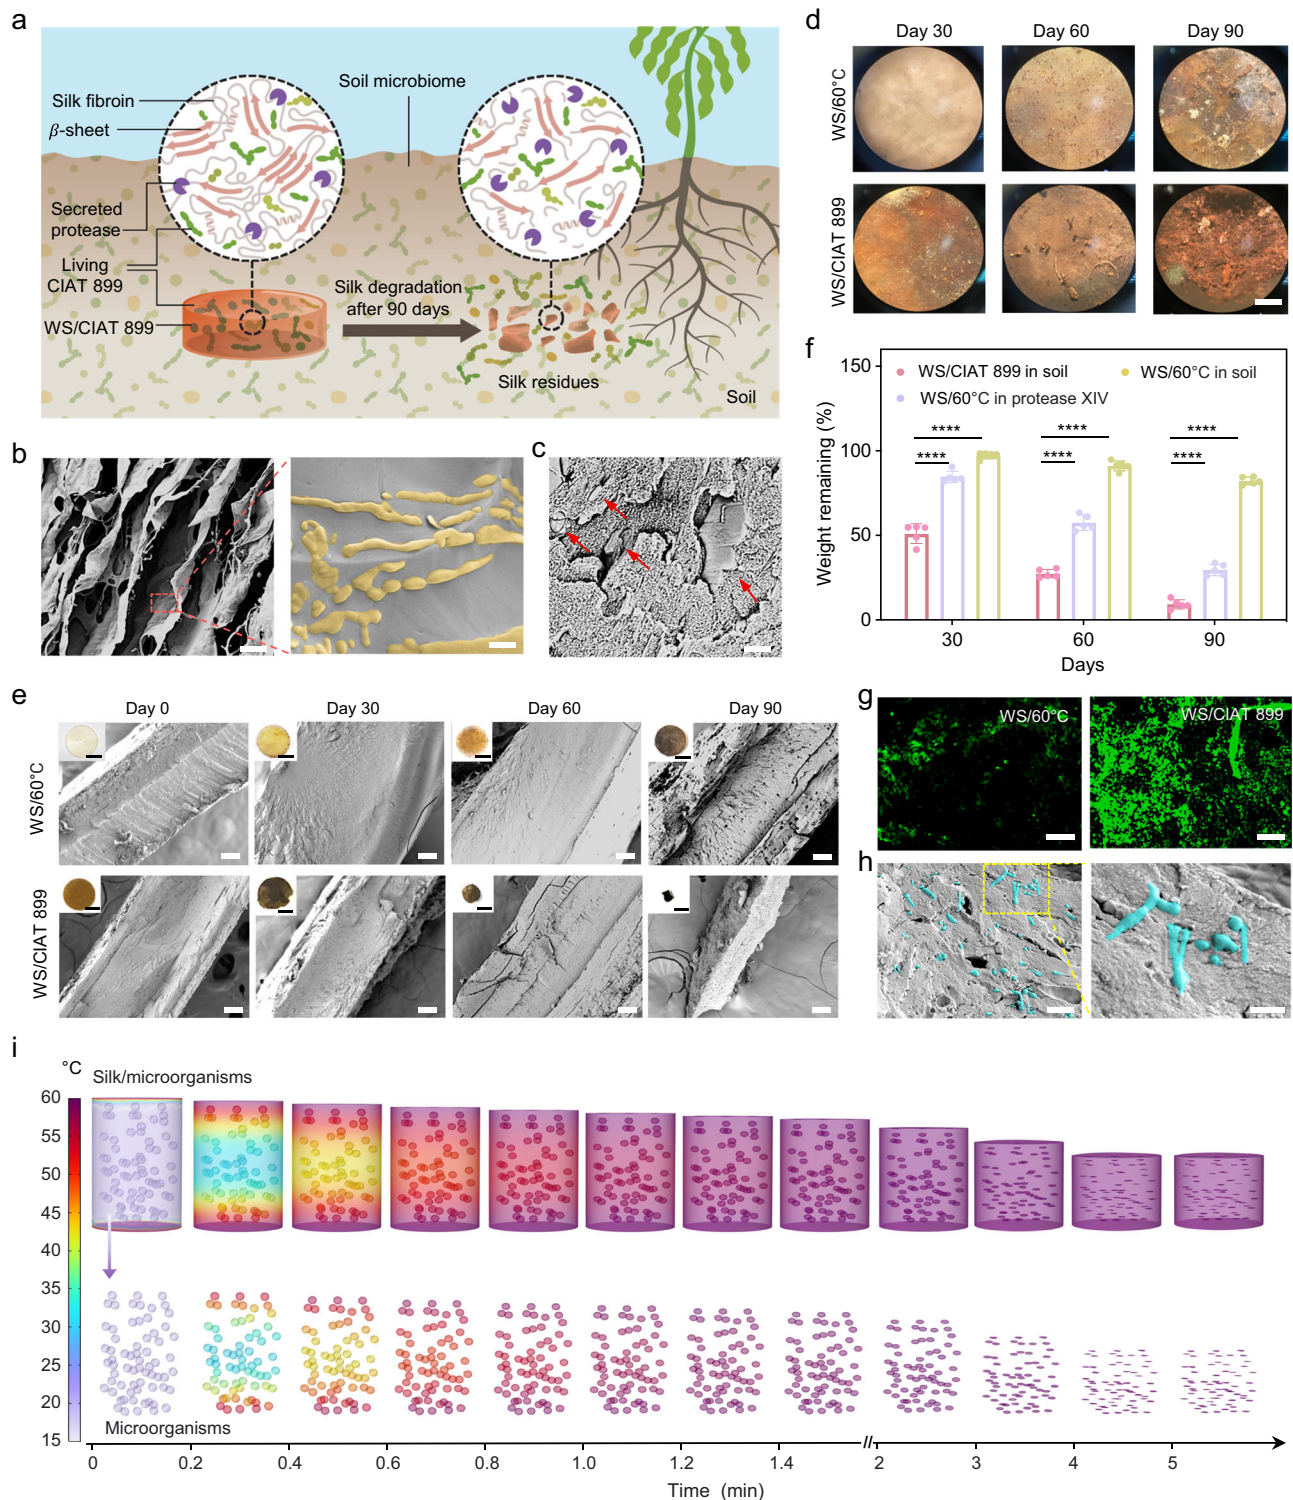 a
Silk fibroin
β-sheet
Soil microbiome
Secreted
protease
Living
CIAT 899
WS/CIAT 899
Silk degradation
after 90 days
Silk residues
Soil
b
c
d
Day 30
Day 60
Day 90
WS/60°C
WS/CIAT 899
f
Weight remaining (%)
150
100
50
0
WS/CIAT 899 in soil
WS/60°C in soil
WS/60°C in protease XIV
****
****
****
****
****
****
30
60
90
Days
e
Day 0
Day 30
Day 60
Day 90
WS/60°C
WS/CIAT 899
g
WS/60°C
WS/CIAT 899
h
i
°C
Silk/microorganisms
60
55
50
45
40
35
30
25
20
15
Microorganisms
0
0.2
0.4
0.6
0.8
1.0
1.2
1.4
//
2
3
4
5
Time (min)